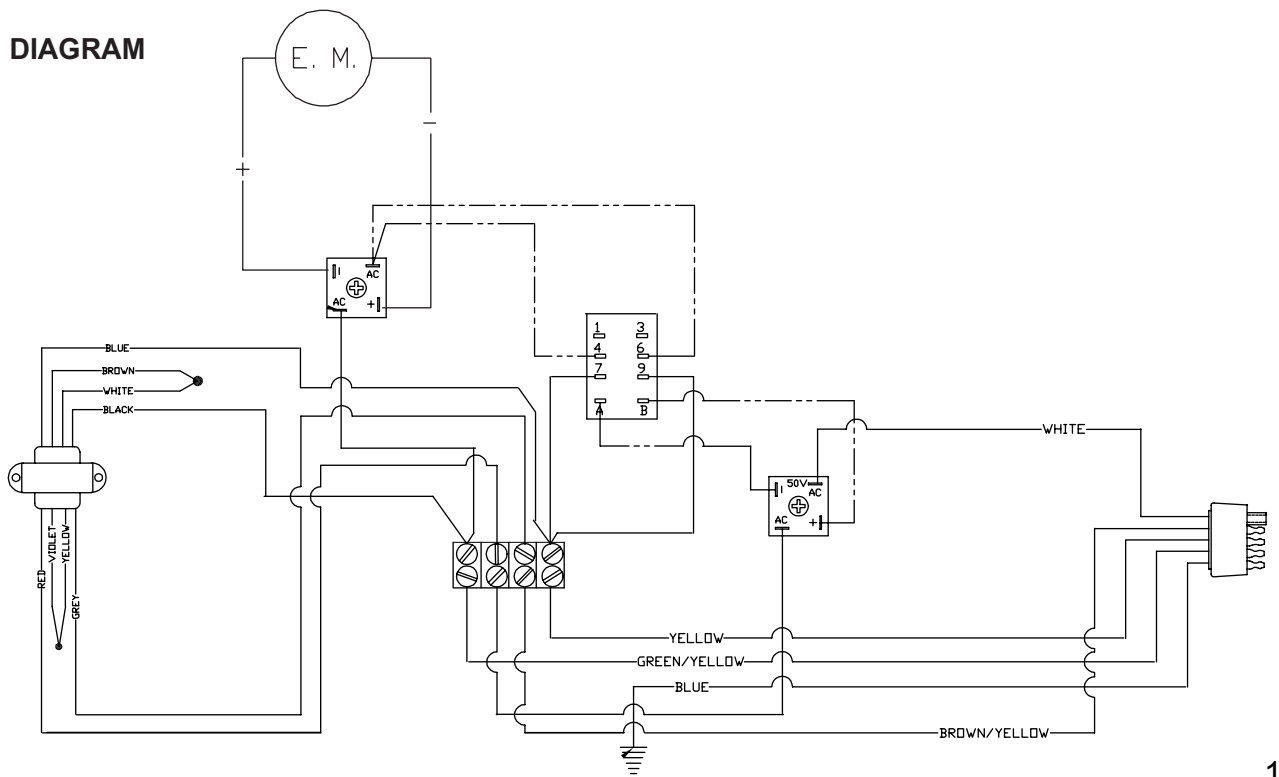 DIAGRAM
E. M.
+
—
I
AC
AC
+
1
3
4
6
7
9
A
B
BLUE
BROWN
WHITE
BLACK
WHITE
I
50V
AC
AC
+
RED
VIOLET
YELLOW
GREY
YELLOW
GREEN/YELLOW
BLUE
BROWN/YELLOW
1